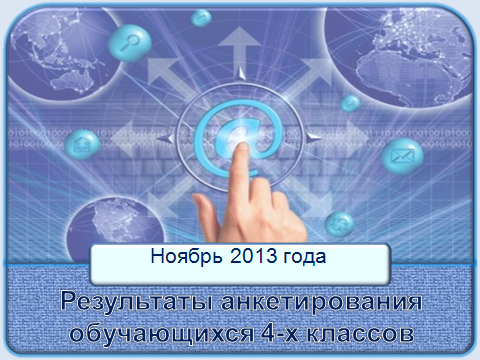 @
Ноябрь 2013 года
Результаты анкетирования
обучающихся 4-х классов